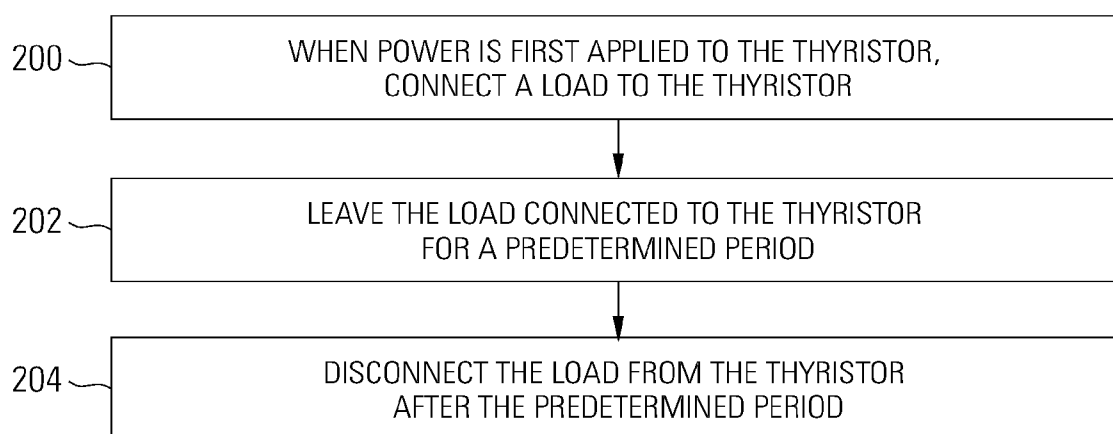 200
WHEN POWER IS FIRST APPLIED TO THE THYRISTOR,
CONNECT A LOAD TO THE THYRISTOR
202
LEAVE THE LOAD CONNECTED TO THE THYRISTOR
FOR A PREDETERMINED PERIOD
204
DISCONNECT THE LOAD FROM THE THYRISTOR
AFTER THE PREDETERMINED PERIOD